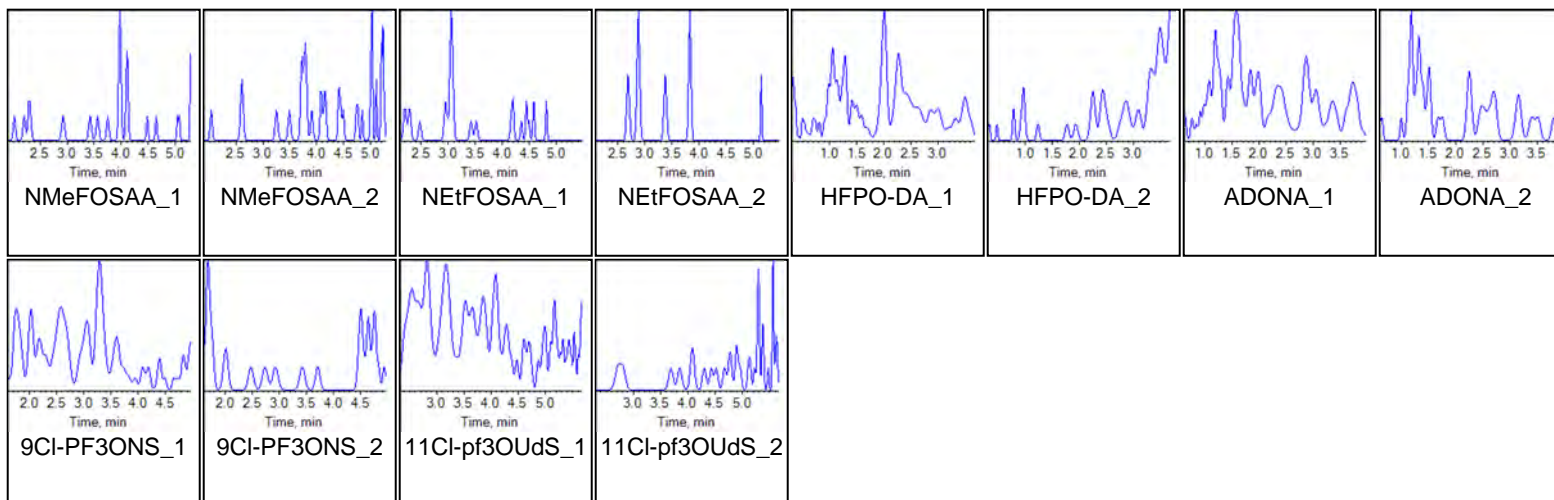 2.5 3.0 3.5 4.0 4.5 5.0
Time, min
NMeFOSAA_1
2.5 3.0 3.5 4.0 4.5 5.0
Time, min
NMeFOSAA_2
2.5 3.0 3.5 4.0 4.5 5.0
Time, min
NEtFOSAA_1
2.5 3.0 3.5 4.0 4.5 5.0
Time, min
NEtFOSAA_2
1.0 1.5 2.0 2.5 3.0
Time, min
HFPO-DA_1
1.0 1.5 2.0 2.5 3.0
Time, min
HFPO-DA_2
1.0 1.5 2.0 2.5 3.0 3.5
Time, min
ADONA_1
1.0 1.5 2.0 2.5 3.0 3.5
Time, min
ADONA_2
2.0 2.5 3.0 3.5 4.0 4.5
Time, min
9Cl-PF3ONS_1
2.0 2.5 3.0 3.5 4.0 4.5
Time, min
9Cl-PF3ONS_2
3.0 3.5 4.0 4.5 5.0
Time, min
11Cl-pf3OUdS_1
3.0 3.5 4.0 4.5 5.0
Time, min
11Cl-pf3OUdS_2